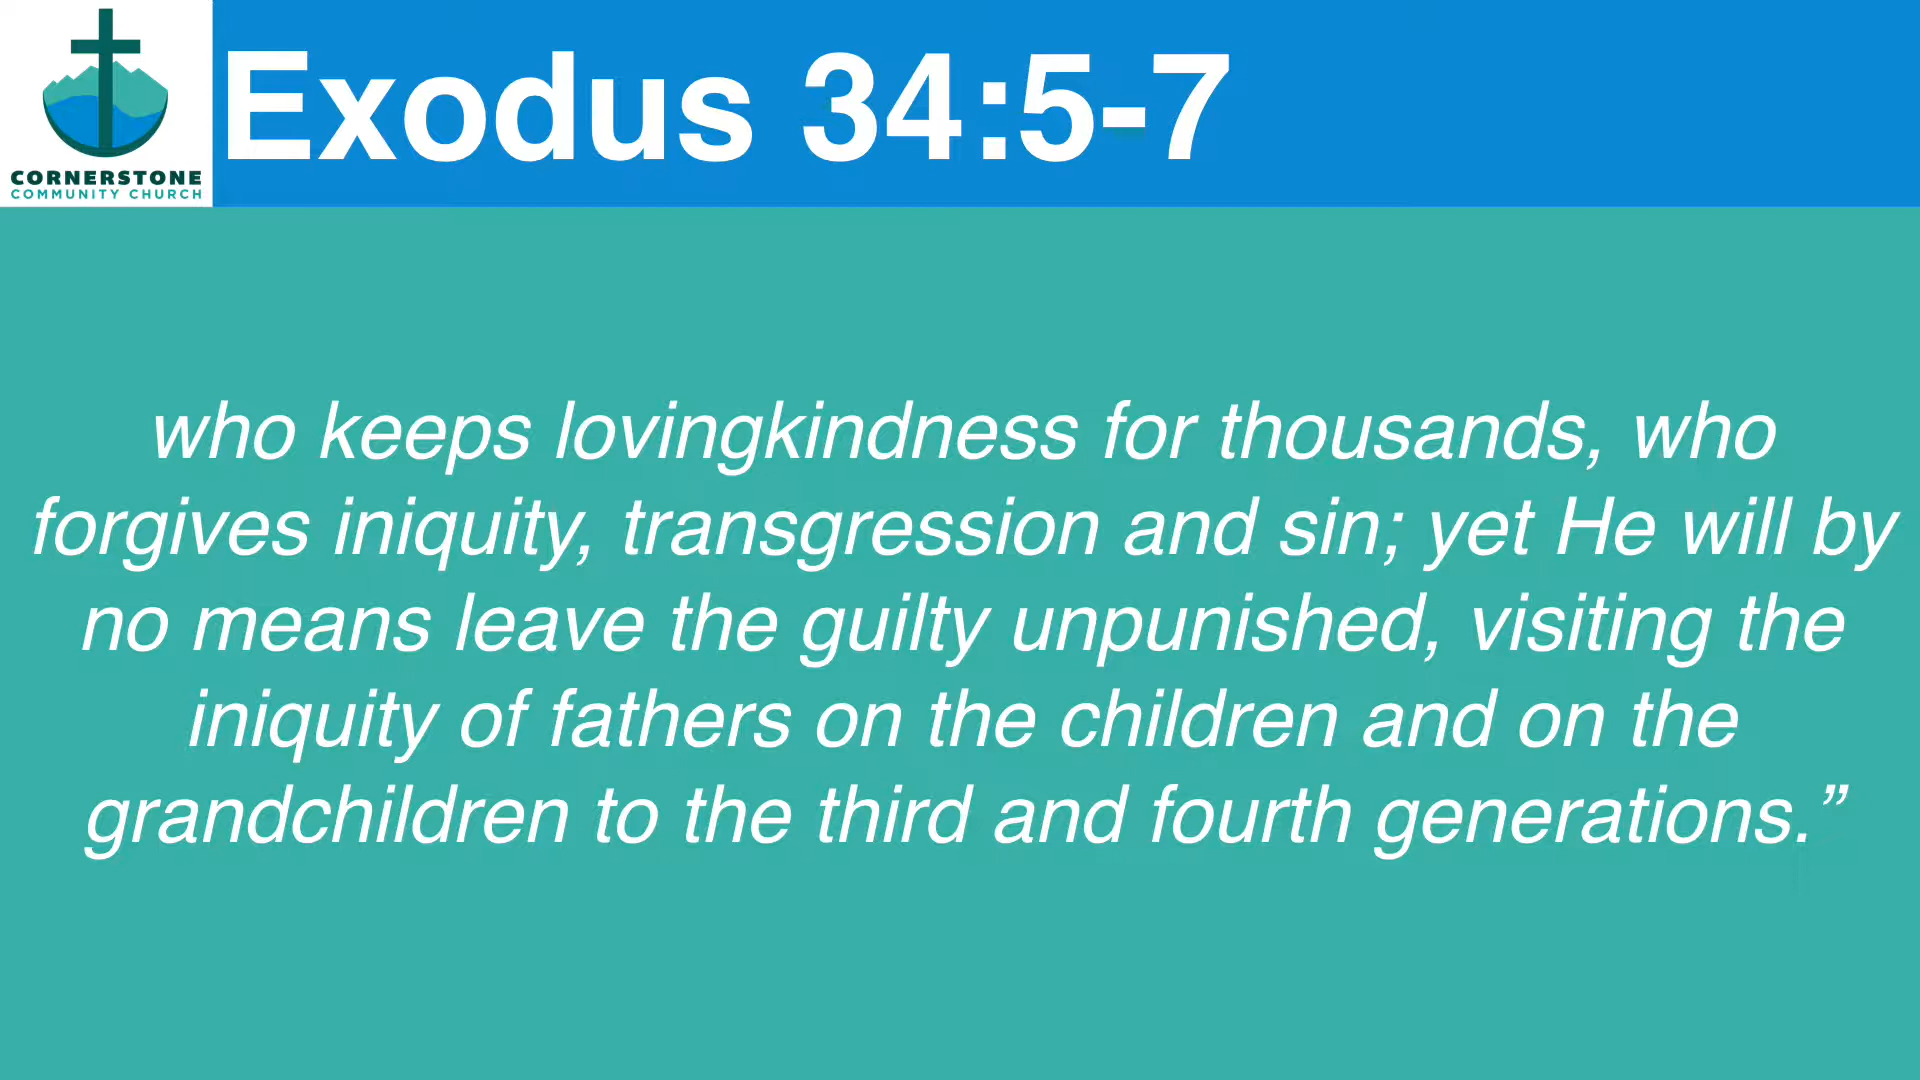 CORNERSTONE
COMMUNITY CHURCH
Exodus 34:5-7
who keeps lovingkindness for thousands, who
forgives iniquity, transgression and sin; yet He will by
no means leave the guilty unpunished, visiting the
iniquity of fathers on the children and on the
grandchildren to the third and fourth generations.”